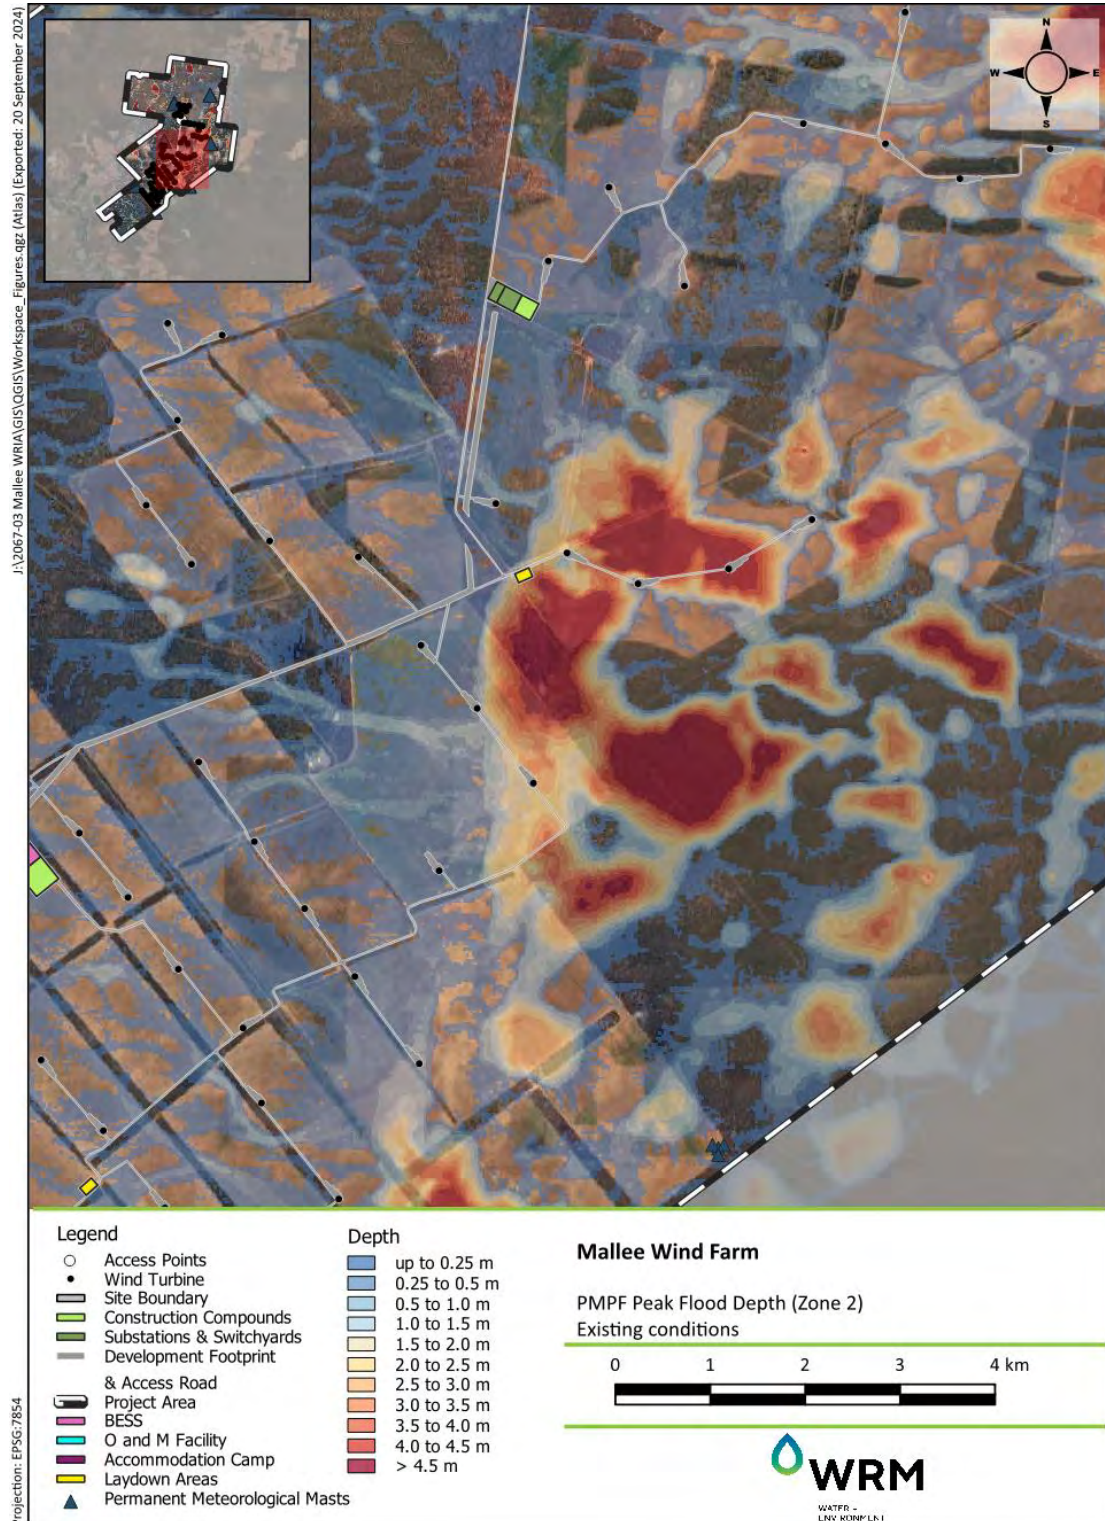 J:\2067-03 Mallee WRIA\GIS\QGIS\Workspace_Figures.qgz (Atlas) (Exported: 20 September 2024)
N
W
E
S
Legend
Access Points
Wind Turbine
Site Boundary
Construction Compounds
Substations & Switchyards
Development Footprint
& Access Road
Project Area
BESS
O and M Facility
Accommodation Camp
Laydown Areas
Permanent Meteorological Masts
Depth
up to 0.25 m
0.25 to 0.5 m
0.5 to 1.0 m
1.0 to 1.5 m
1.5 to 2.0 m
2.0 to 2.5 m
2.5 to 3.0 m
3.0 to 3.5 m
3.5 to 4.0 m
4.0 to 4.5 m
> 4.5 m
Mallee Wind Farm
PMPF Peak Flood Depth (Zone 2)
Existing conditions
0 1 2 3 4 km
WRM
WATER +
ENVIRONMENT
Projection: EPSG:7854